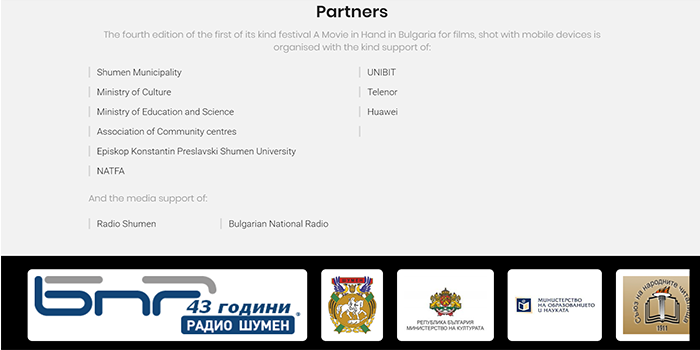 Partners
The fourth edition of the first of its kind festival A Movie in Hand in Bulgaria for films, shot with mobile devices is
organised with the kind support of:
Shumen Municipality
Ministry of Culture
Ministry of Education and Science
Association of Community centres
Episkop Konstantin Preslavski Shumen University
NATFA
UNIBIT
Telenor
Huawei
And the media support of:
Radio Shumen
Bulgarian National Radio
бнр
43 години
РАДИО ШУМЕН
ШУМЕН
РЕПУБЛИКА БЪЛГАРИЯ
МИНИСТЕРСТВО НА КУЛТУРАТА
МИНИСТЕРСТВО
НА ОБРАЗОВАНИЕТО
И НАУКАТА
Съюз на народните читалища
1911